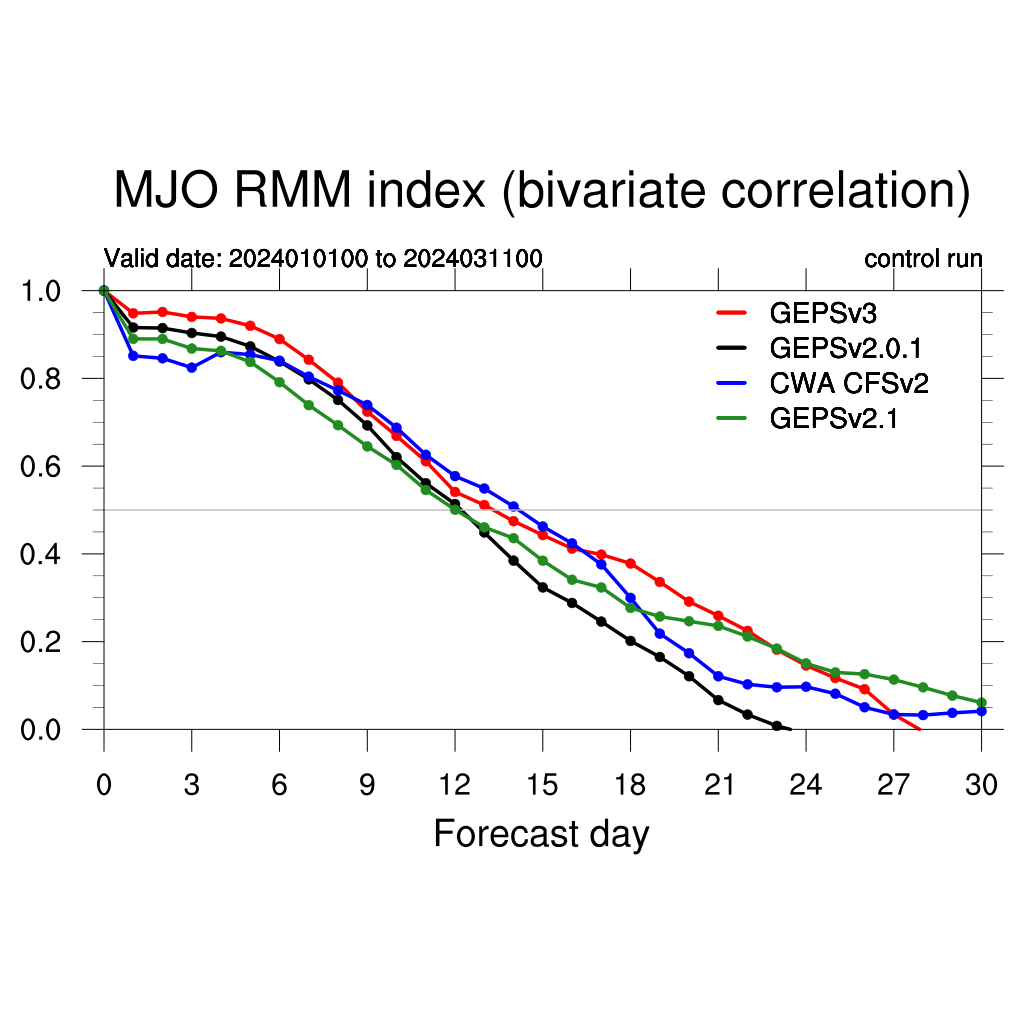 MJO RMM index (bivariate correlation)
Valid date: 2024010100 to 2024031100 control run
1.0
0.8
0.6
0.4
0.2
0.0
GEPSv3
GEPSv2.0.1
CWA CFSv2
GEPSv2.1
0 3 6 9 12 15 18 21 24 27 30
Forecast day